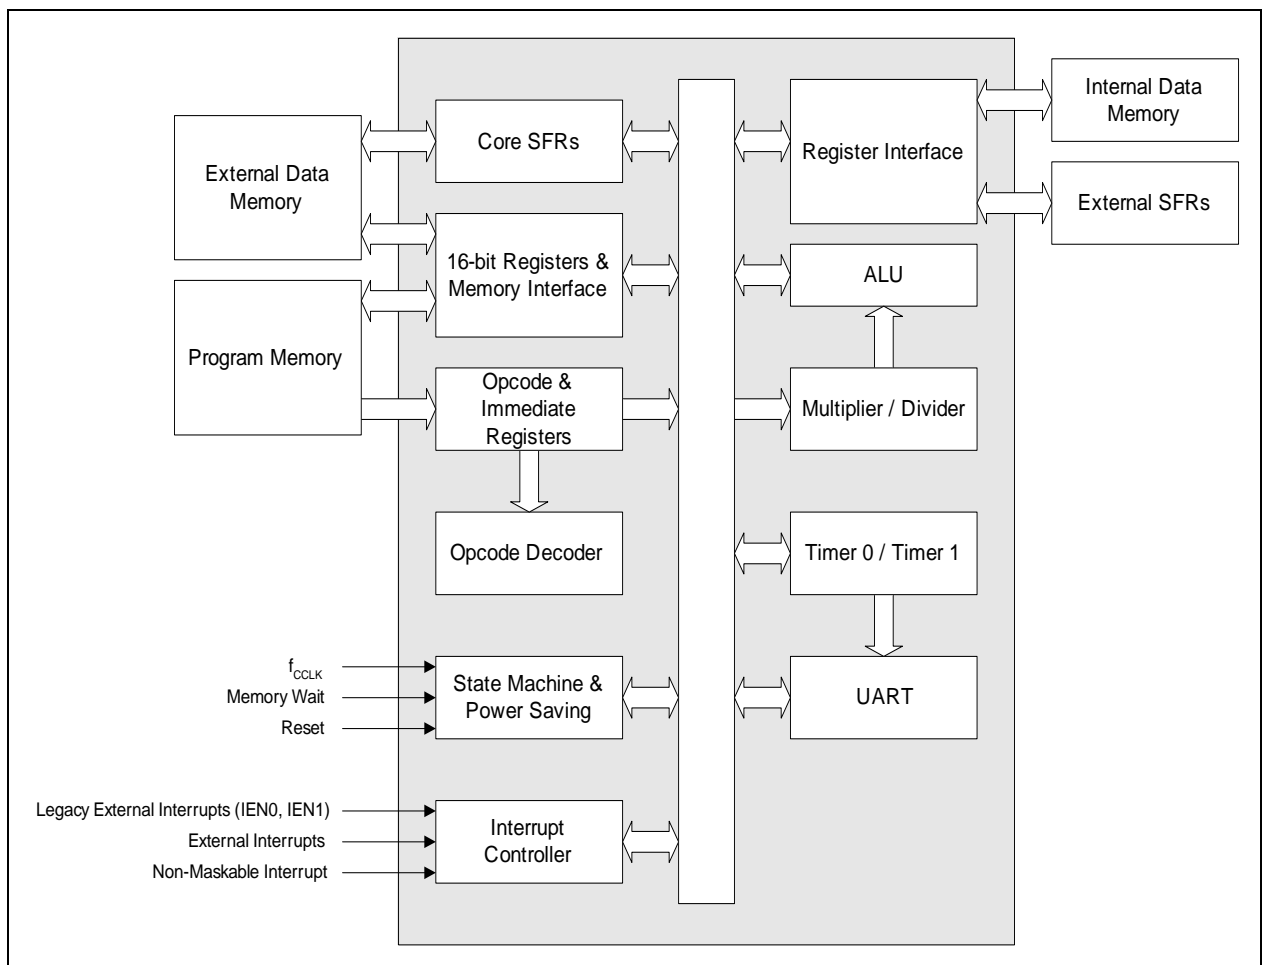 Core SFRs
External Data
Memory
16-bit Registers &
Memory Interface
Program Memory
Opcode &
Immediate
Registers
Opcode Decoder
fCCLK
Memory Wait
Reset
State Machine &
Power Saving
Legacy External Interrupts (IEN0, IEN1)
External Interrupts
Non-Maskable Interrupt
Interrupt
Controller
Register Interface
Internal Data
Memory
External SFRs
ALU
Multiplier / Divider
Timer 0 / Timer 1
UART